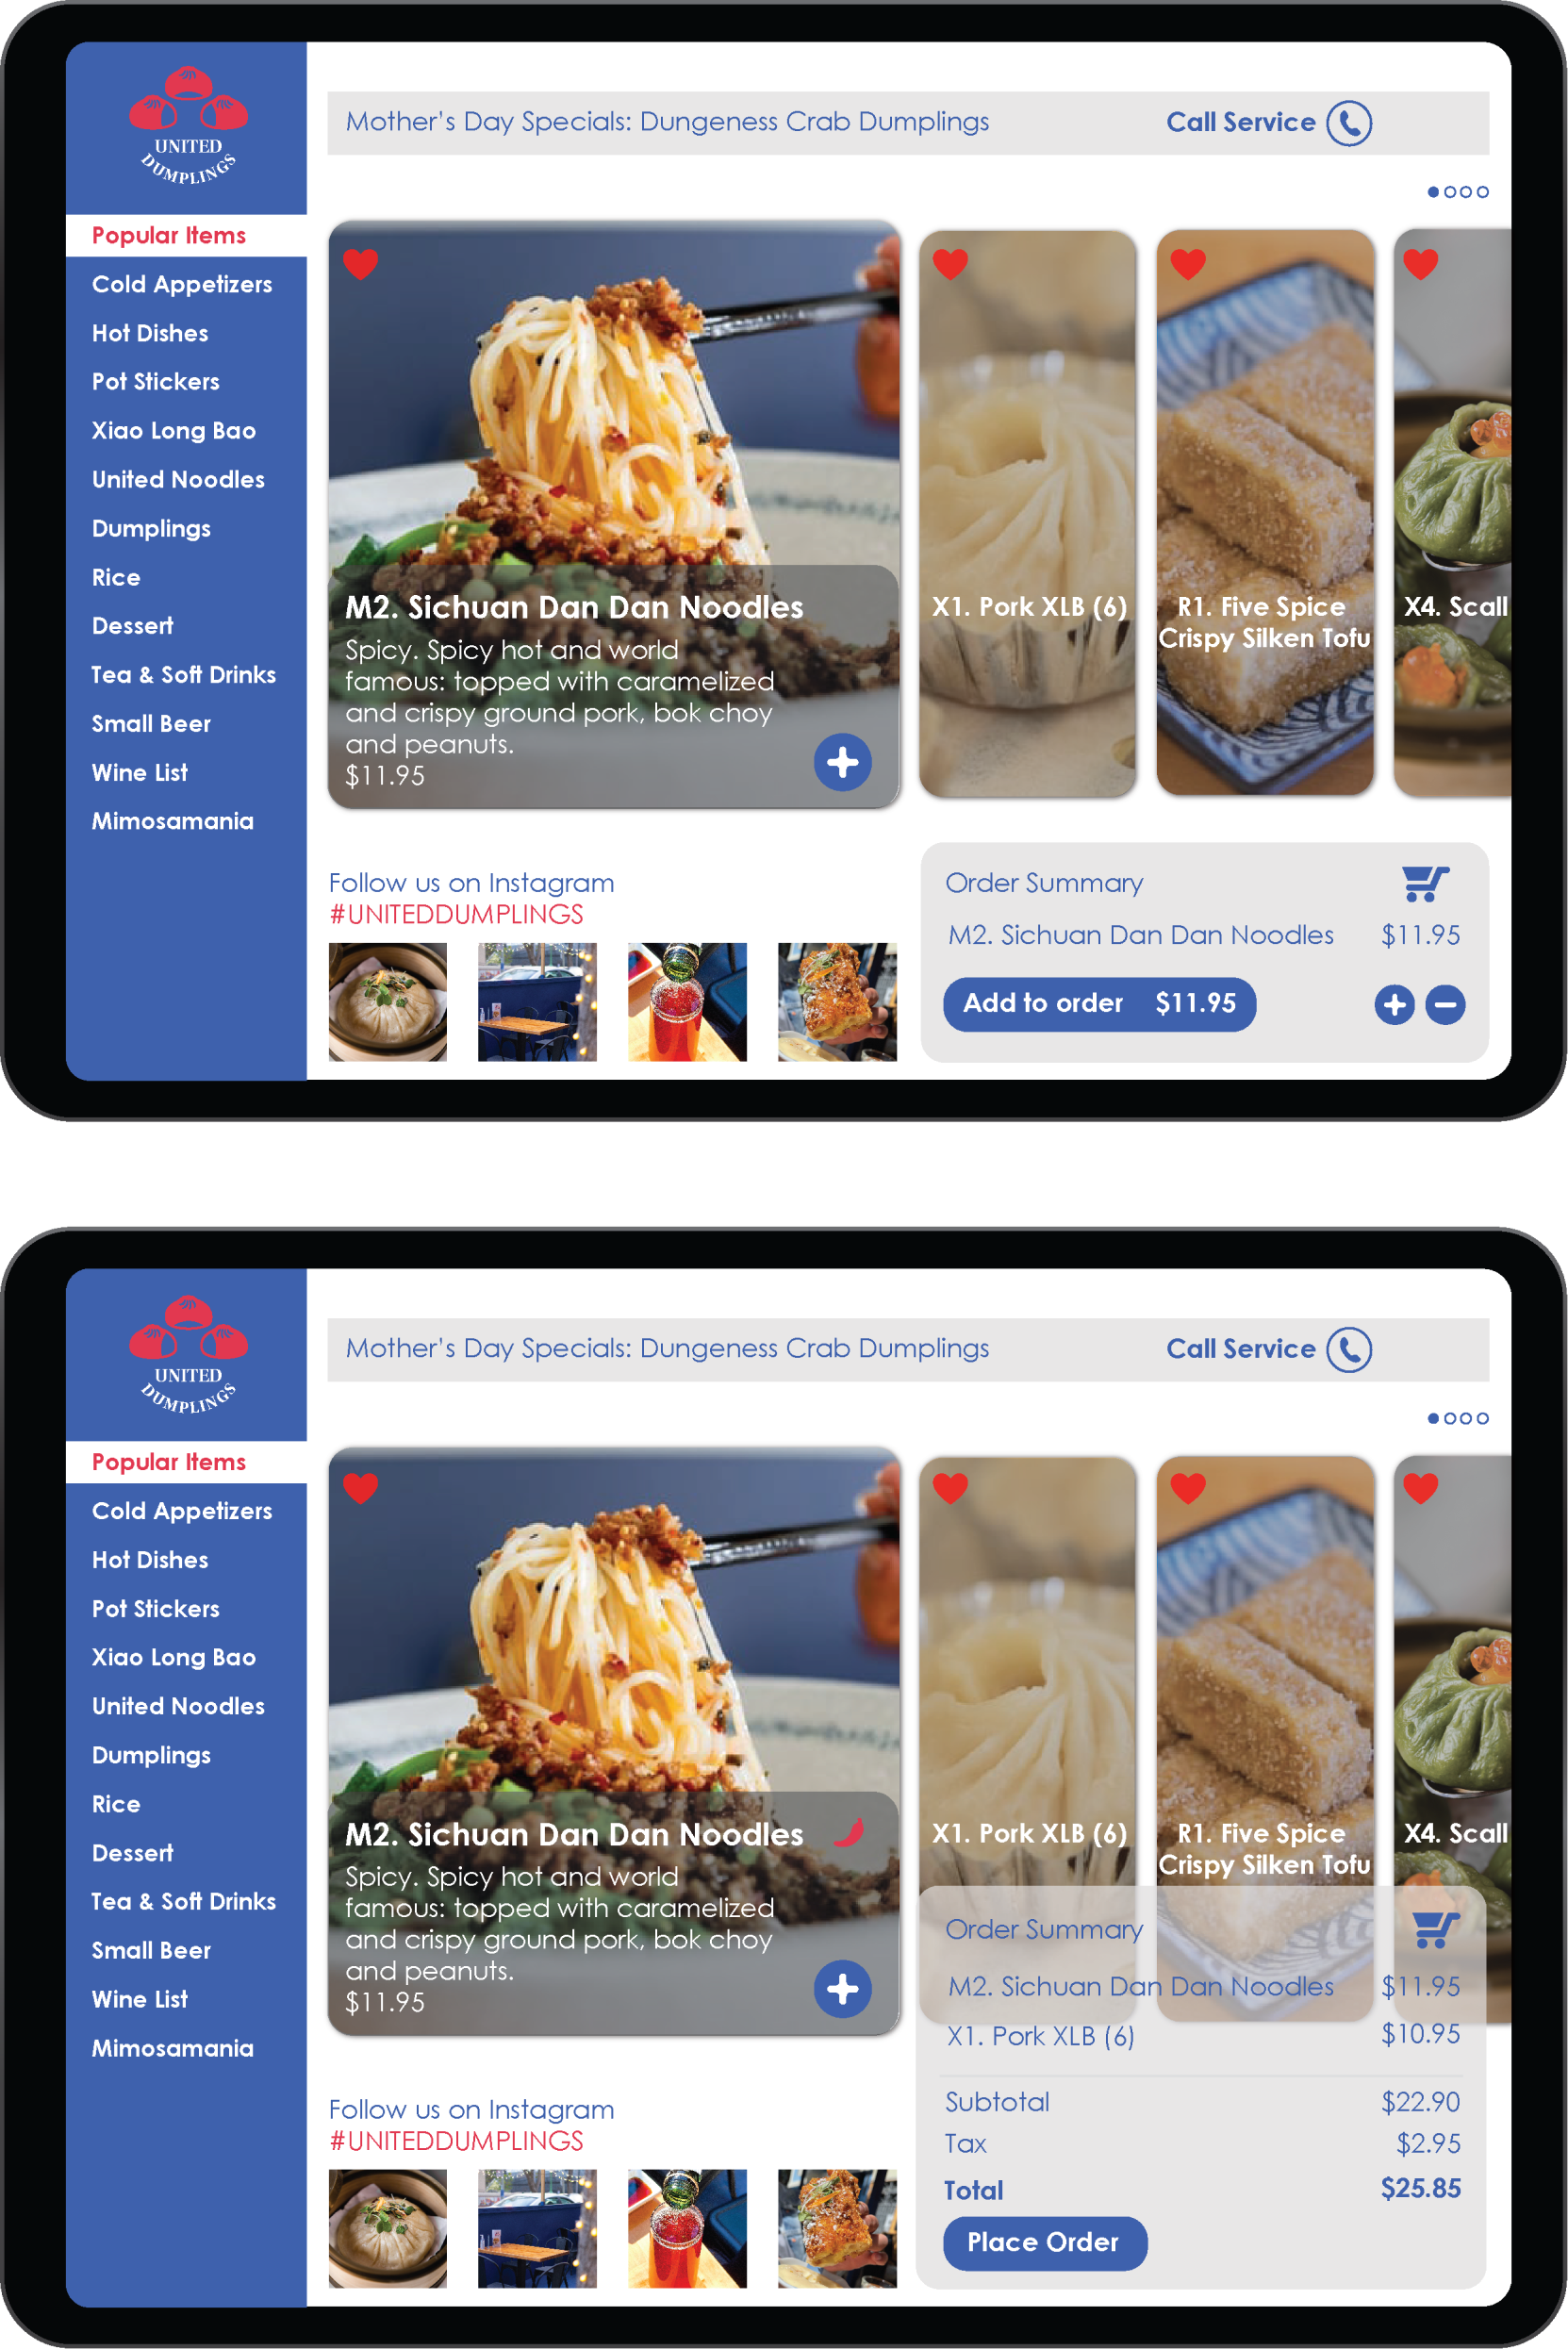 UNITED
DUMPLINGS
Mother's Day Specials: Dungeness Crab Dumplings
Call Service
Popular Items
Cold Appetizers
Hot Dishes
Pot Stickers
Xiao Long Bao
United Noodles
Dumplings
Rice
Dessert
Tea & Soft Drinks
Small Beer
Wine List
Mimosamania
M2. Sichuan Dan Dan Noodles
Spicy. Spicy hot and world
famous: topped with caramelized
and crispy ground pork, bok choy
and peanuts.
$11.95
X1. Pork XLB (6)
R1. Five Spice
Crispy Silken Tofu
X4. Scall
Follow us on Instagram
#UNITEDDUMPLINGS
Order Summary
M2. Sichuan Dan Dan Noodles $11.95
Add to order $11.95
UNITED
DUMPLINGS
Mother's Day Specials: Dungeness Crab Dumplings
Call Service
Popular Items
Cold Appetizers
Hot Dishes
Pot Stickers
Xiao Long Bao
United Noodles
Dumplings
Rice
Dessert
Tea & Soft Drinks
Small Beer
Wine List
Mimosamania
M2. Sichuan Dan Dan Noodles
Spicy. Spicy hot and world
famous: topped with caramelized
and crispy ground pork, bok choy
and peanuts.
$11.95
X1. Pork XLB (6)
R1. Five Spice
Crispy Silken Tofu
X4. Scall
Follow us on Instagram
#UNITEDDUMPLINGS
Order Summary
M2. Sichuan Dan Dan Noodles $11.95
X1. Pork XLB (6) $10.95
Subtotal $22.90
Tax $2.95
Total $25.85
Place Order